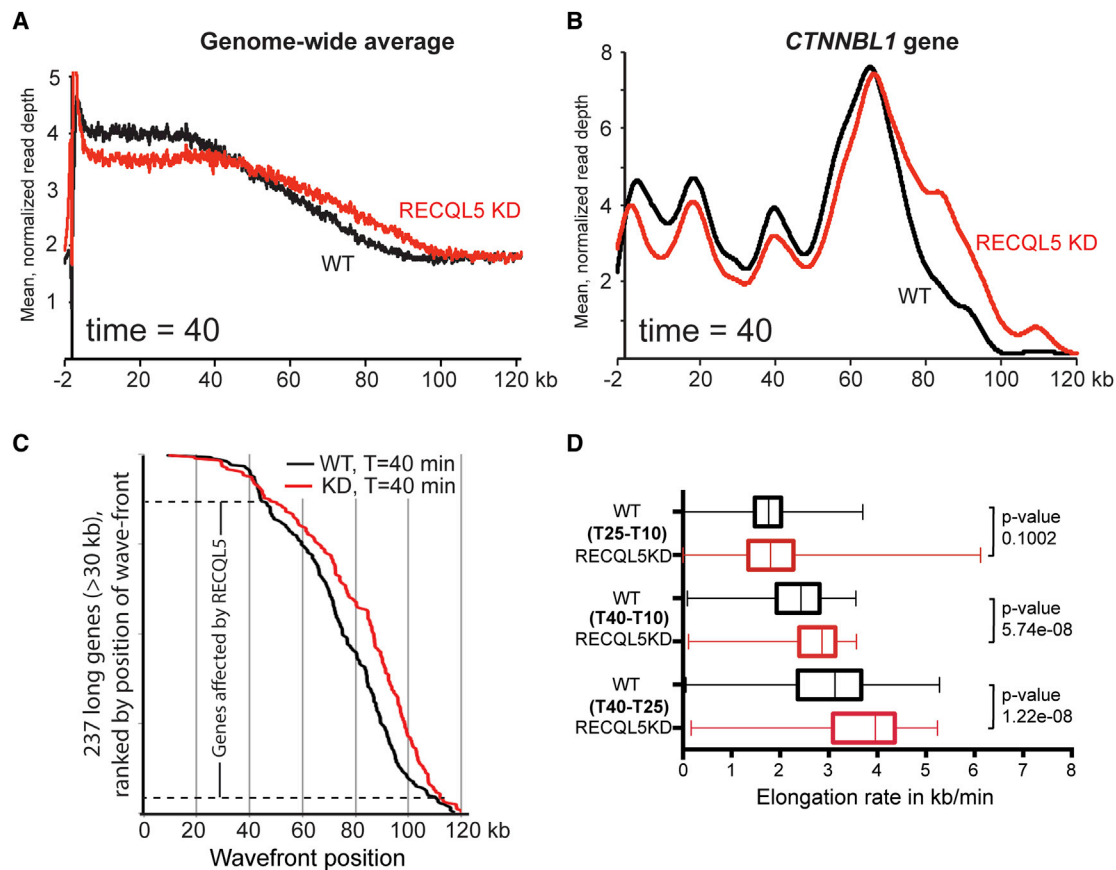 A
Genome-wide average
Mean, normalized read depth
5
4
3
2
1
RECQL5 KD
WT
time = 40
-2 20 40 60 80 100 120 kb
B
CTNNBL1 gene
Mean, normalized read depth
8
6
4
2
RECQL5 KD
WT
time = 40
-2 20 40 60 80 100 120 kb
C
237 long genes (>30 kb),
ranked by position of wave-front
WT, T=40 min
KD, T=40 min
Genes affected by RECQL5
0 20 40 60 80 100 120 kb
Wavefront position
D
WT
(T25-T10)
RECQL5KD
p-value
0.1002
WT
(T40-T10)
RECQL5KD
p-value
5.74e-08
WT
(T40-T25)
RECQL5KD
p-value
1.22e-08
0 1 2 3 4 5 6 7 8
Elongation rate in kb/min